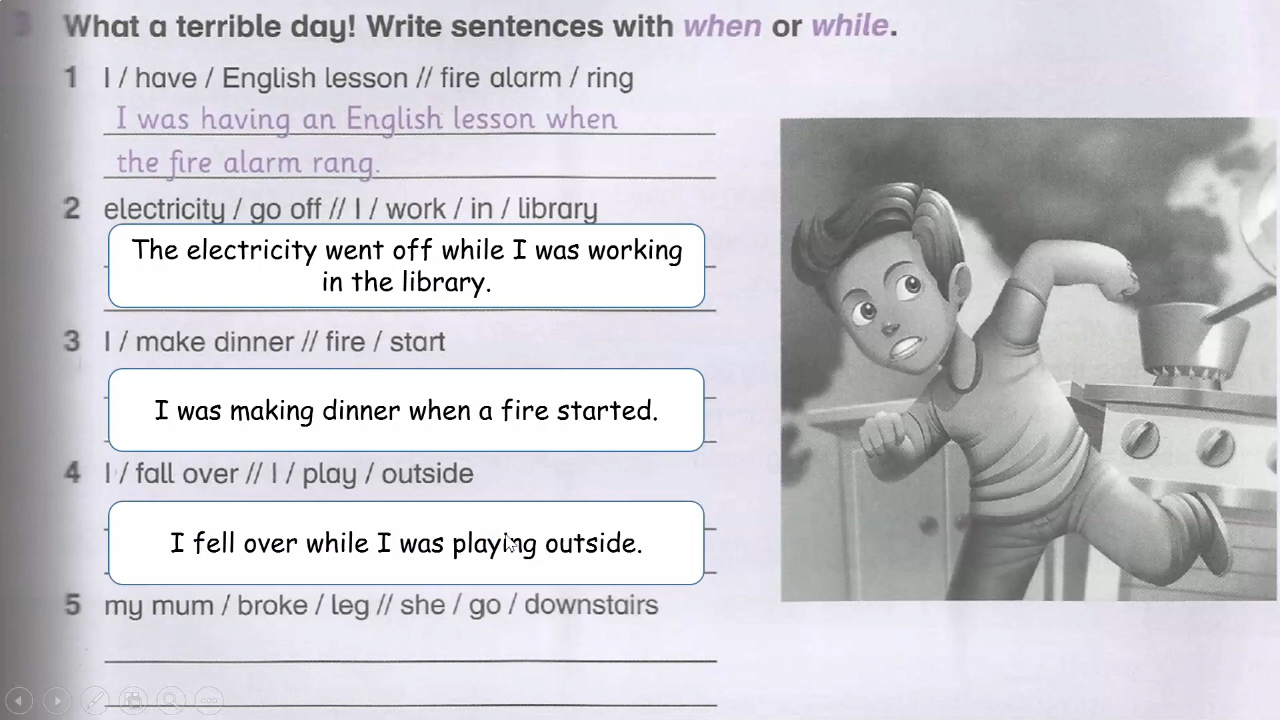 What a terrible day! Write sentences with when or while.
1 I / have / English lesson // fire alarm / ring
I was having an English lesson when
the fire alarm rang.
2 electricity / go off // I / work / in / library
The electricity went off while I was working
in the library.
3 I / make dinner // fire / start
I was making dinner when a fire started.
4 I / fall over // I / play / outside
I fell over while I was playing outside.
5 my mum / broke / leg // she / go / downstairs